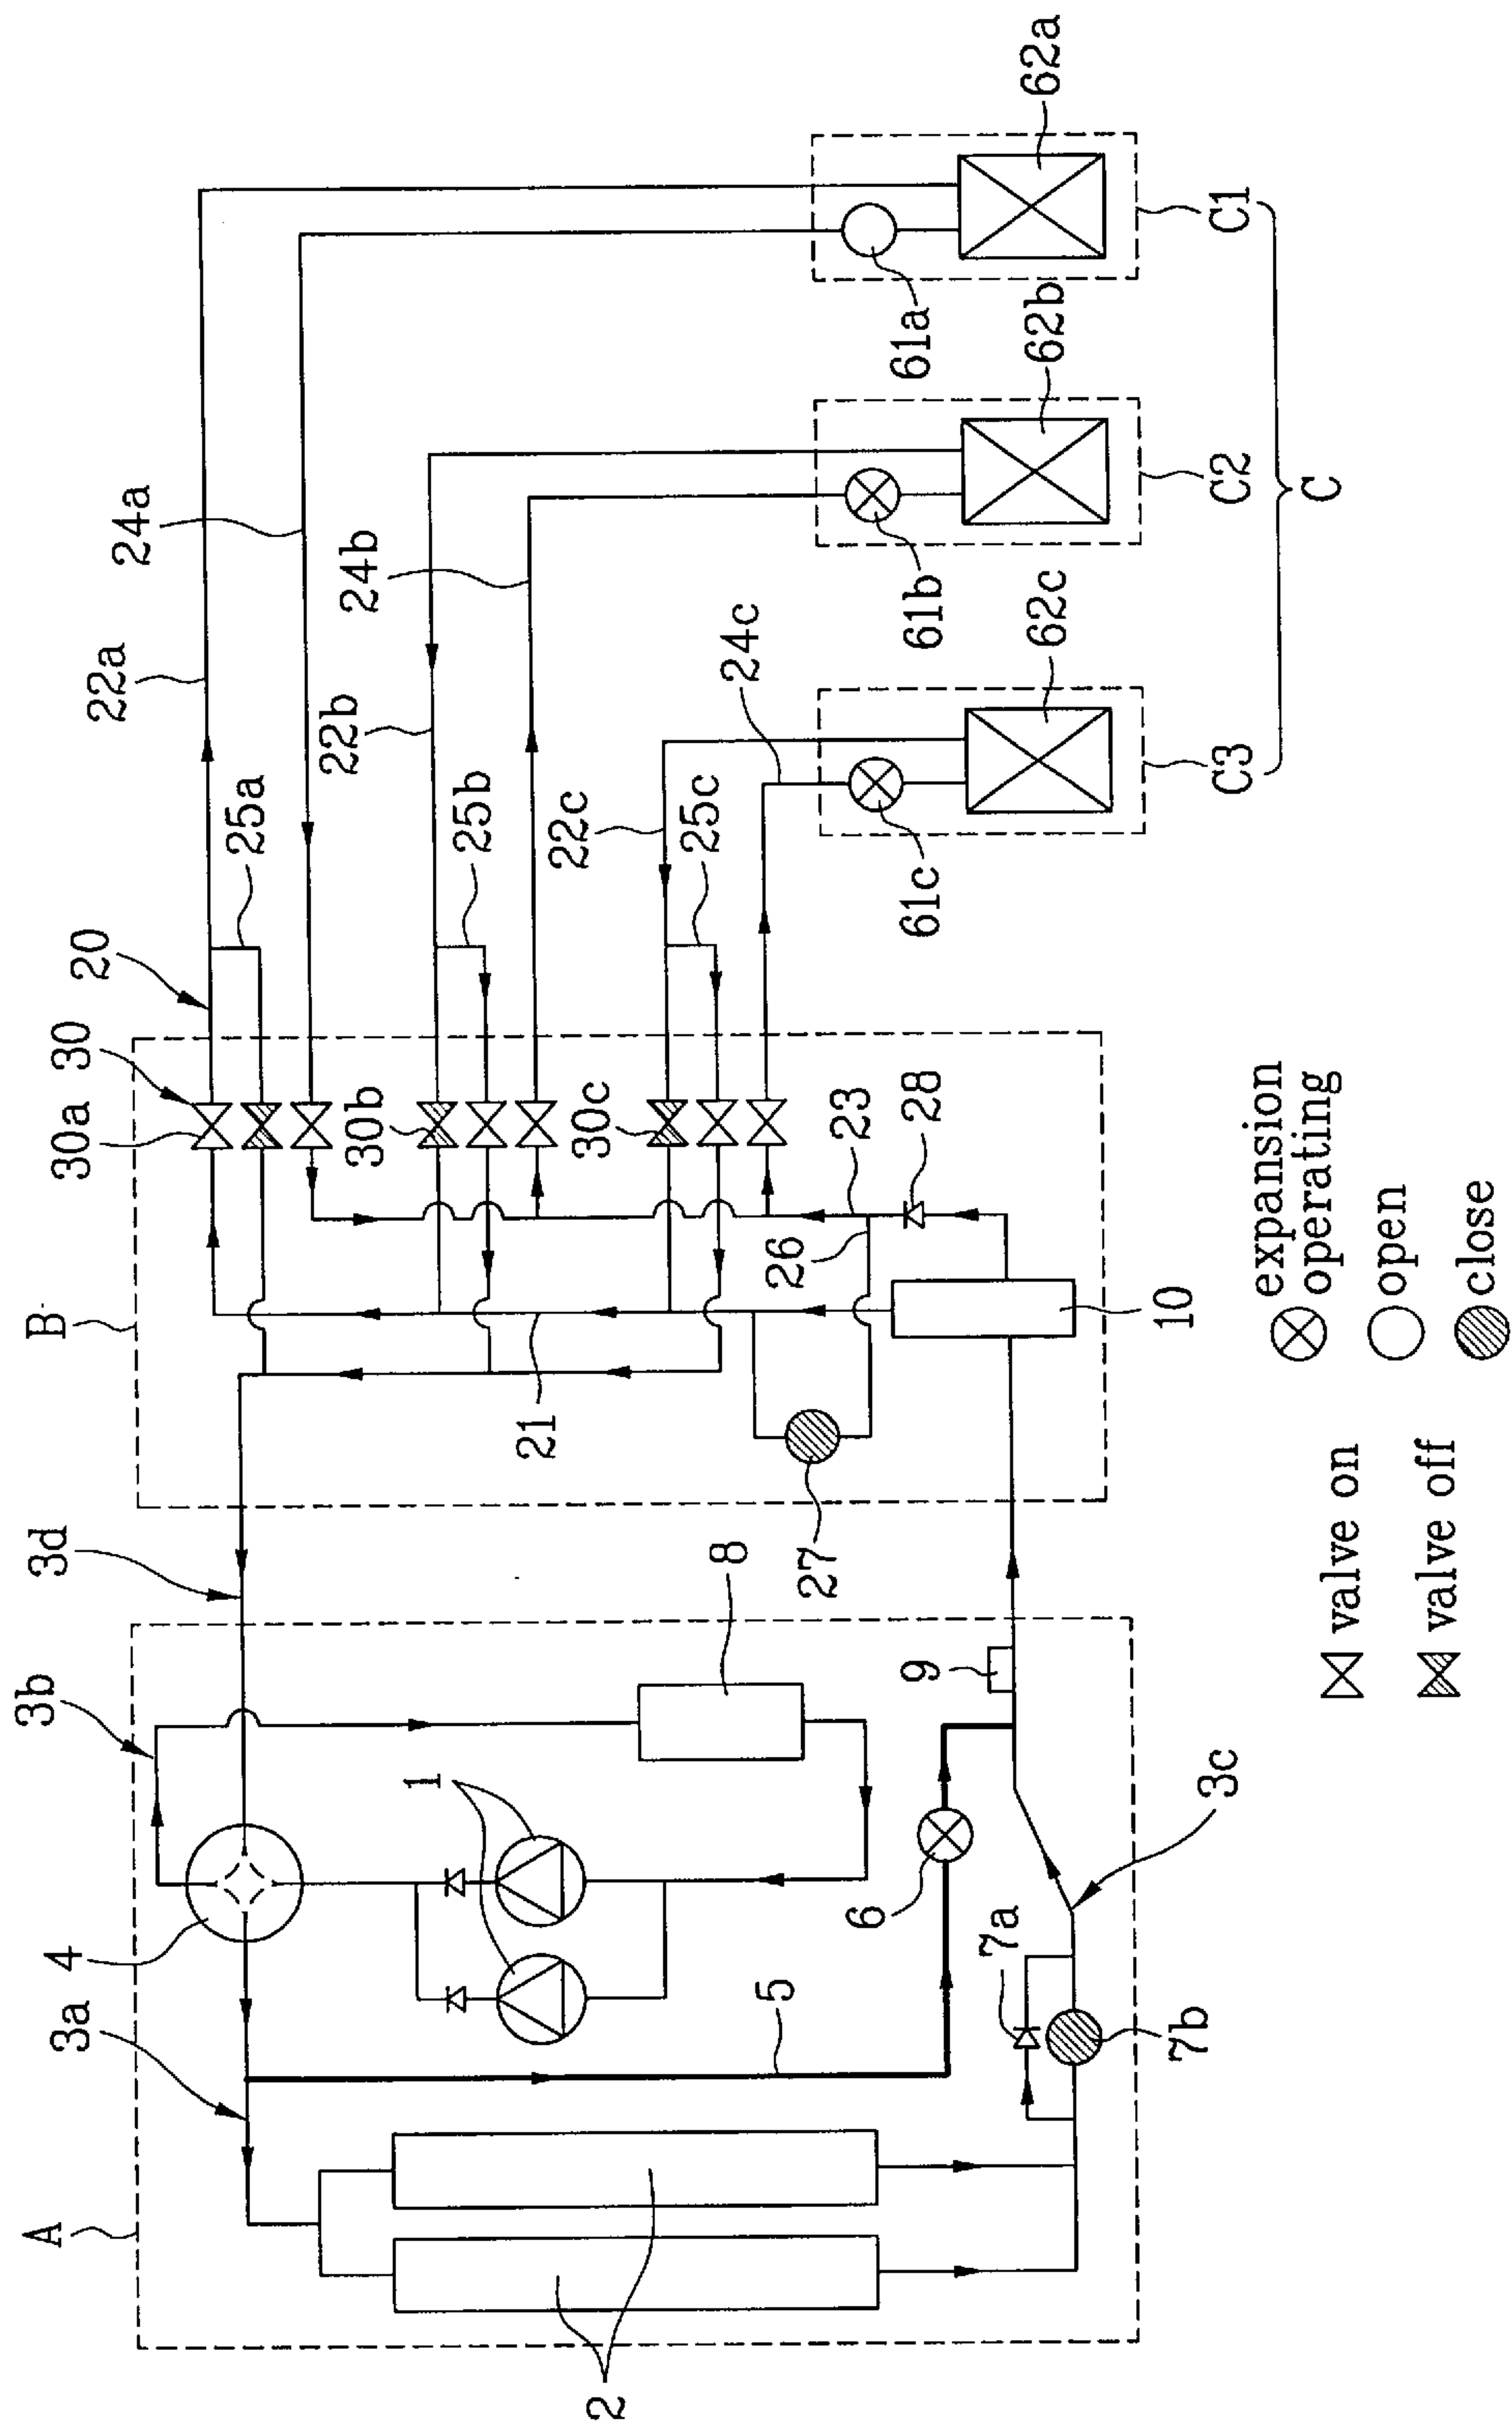 A
B
3a
4
3b
3d
30
30a
20
25a
22a
24a
2
5
1
8
21
30b
25b
22b
24b
27
26
30c
25c
22c
24c
6
9
23
28
61c
61b
61a
7a
7b
3c
10
62c
62b
62a
C3
C2
C1
C
valve on
valve off
expansion
operating
open
close